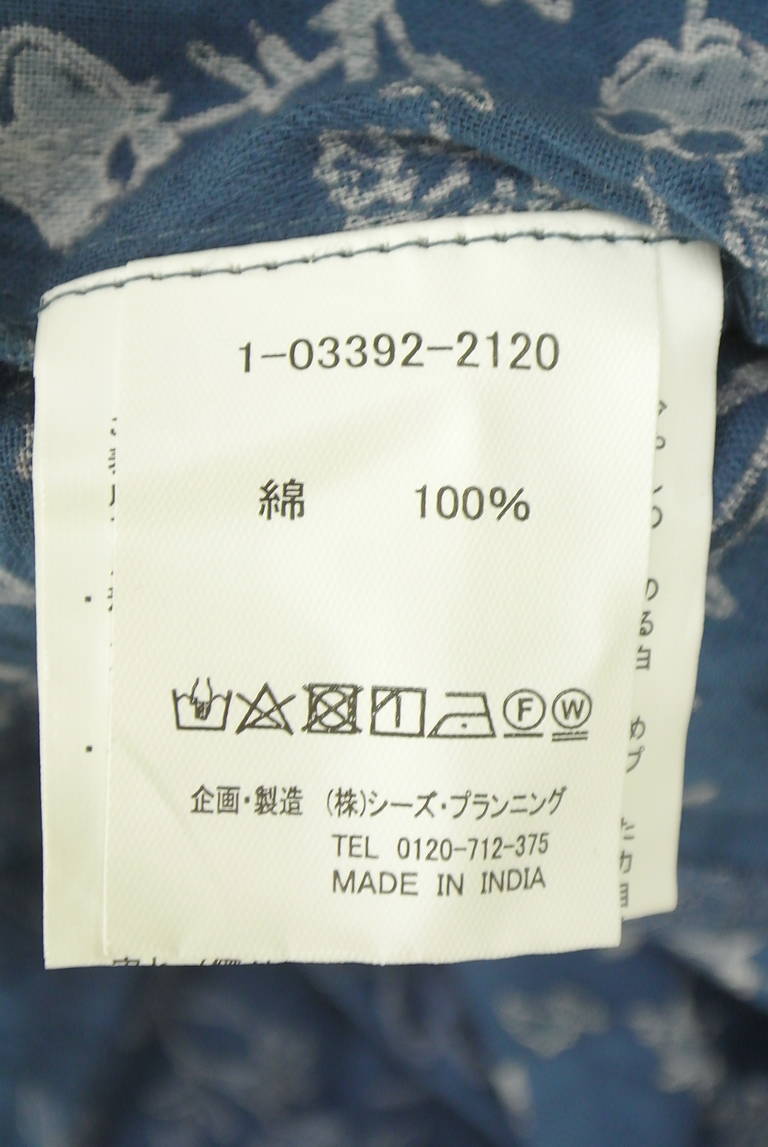 1-03392-2120
綿 100%
F W
企画・製造 (株)シーズ・プランニング
TEL 0120-712-375
MADE IN INDIA